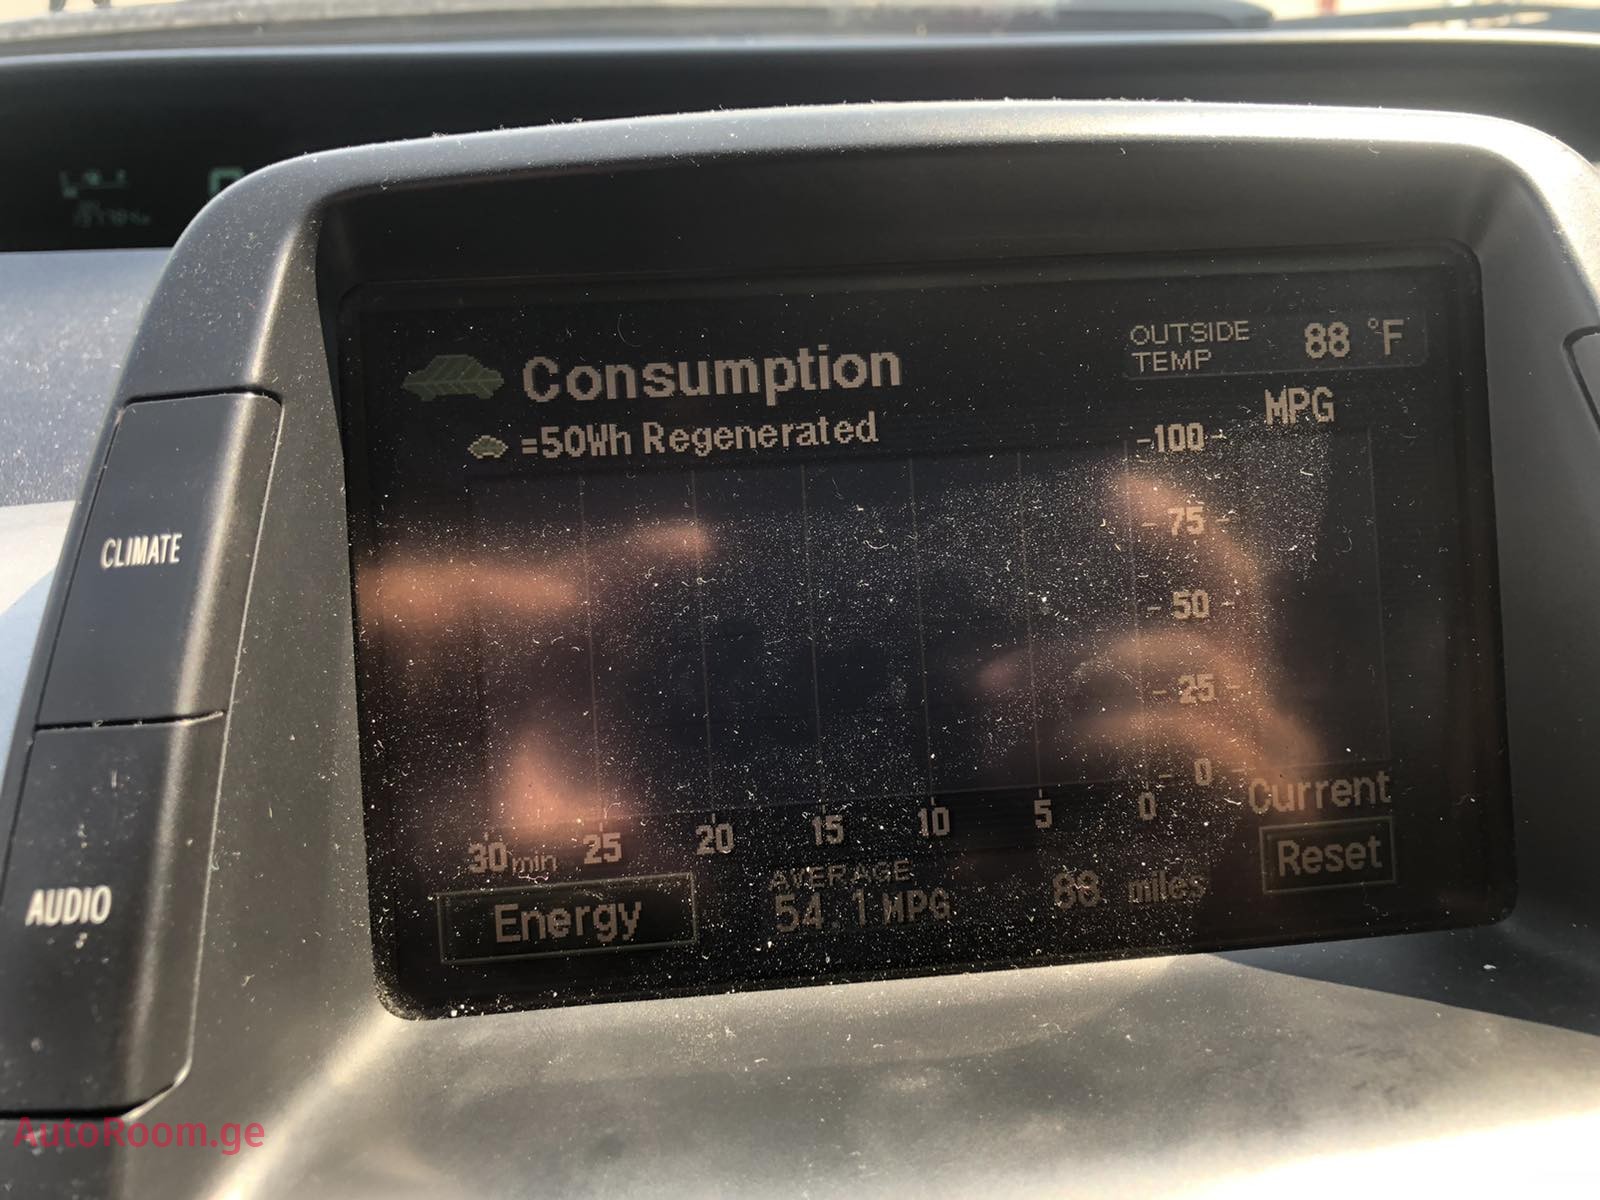 OUTSIDE TEMP 88 °F
Consumption
MPG
=50Wh Regenerated
100
75
50
25
0
Current
30min 25 20 15 10 5 0
Reset
AVERAGE
54.1 MPG 88 miles
Energy
CLIMATE
AUDIO
AutoRoom.ge